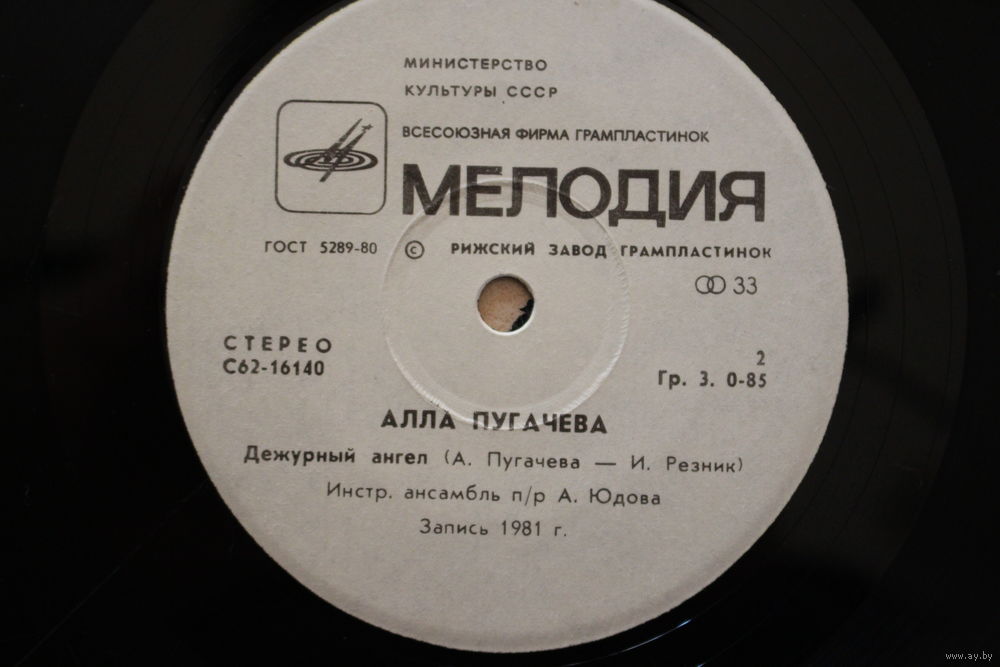 МИНИСТЕРСТВО
КУЛЬТУРЫ СССР
ВСЕСОЮЗНАЯ ФИРМА ГРАМПЛАСТИНОК
МЕЛОДИЯ
ГОСТ 5289-80 © РИЖСКИЙ ЗАВОД ГРАМПЛАСТИНОК
33
СТЕРЕО
С62-16140
2
Гр. 3. 0-85
АЛЛА ПУГАЧЕВА
Дежурный ангел (А. Пугачева — И. Резник)
Инстр. ансамбль п/р А. Юдова
Запись 1981 г.
www.ay.by